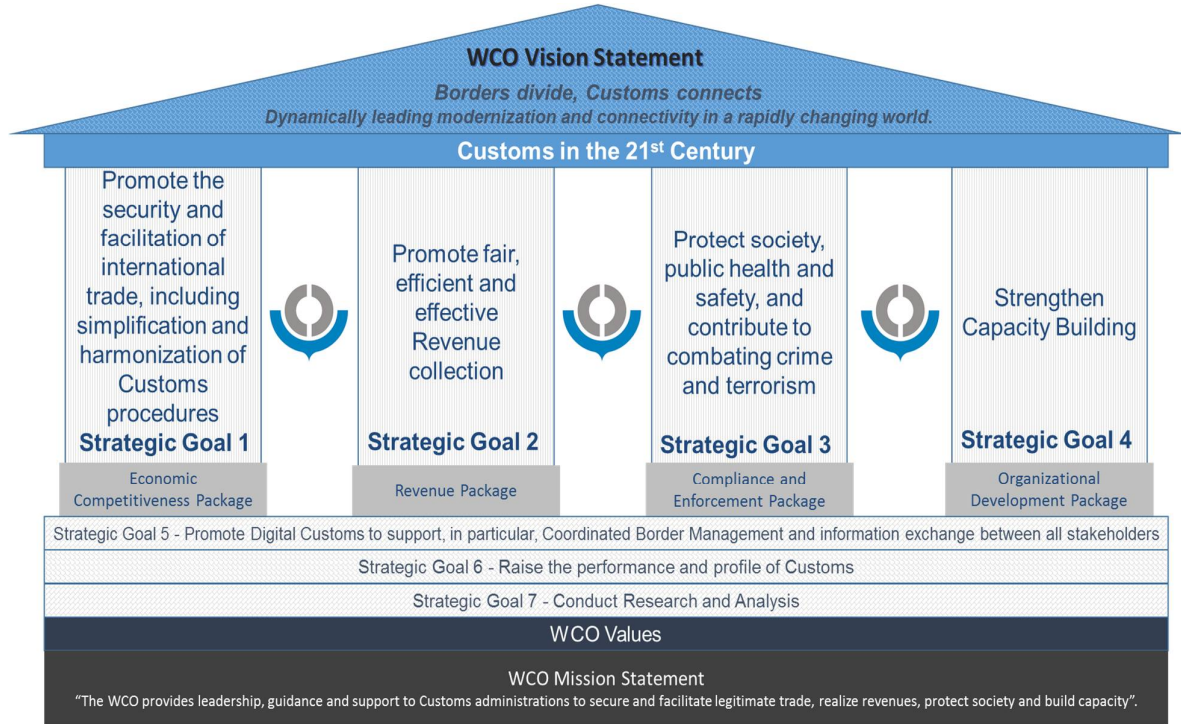 WCO Vision Statement
Borders divide, Customs connects
Dynamically leading modernization and connectivity in a rapidly changing world.
Customs in the 21st Century
Promote the
security and
facilitation of
international
trade, including
simplification and
harmonization of
Customs
procedures
Strategic Goal 1
Economic
Competitiveness Package
Promote fair,
efficient and
effective
Revenue
collection
Strategic Goal 2
Revenue Package
Protect society,
public health and
safety, and
contribute to
combating crime
and terrorism
Strategic Goal 3
Compliance and
Enforcement Package
Strengthen
Capacity Building
Strategic Goal 4
Organizational
Development Package
Strategic Goal 5 - Promote Digital Customs to support, in particular, Coordinated Border Management and information exchange between all stakeholders
Strategic Goal 6 - Raise the performance and profile of Customs
Strategic Goal 7 - Conduct Research and Analysis
WCO Values
WCO Mission Statement
“The WCO provides leadership, guidance and support to Customs administrations to secure and facilitate legitimate trade, realize revenues, protect society and build capacity”.